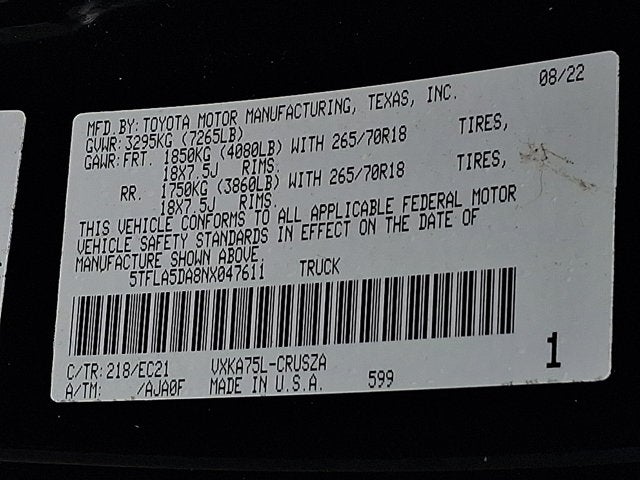 08/22
MFD.BY:TOYOTA MOTOR MANUFACTURING, TEXAS, INC.
GVWR:3295KG (7265LB)
GAWR:FRT. 1850KG (4080LB) WITH 265/70R18 TIRES,
18X7.5J RIMS.
RR. 1750KG (3860LB) WITH 265/70R18 TIRES,
18X7.5J RIMS.
THIS VEHICLE CONFORMS TO ALL APPLICABLE FEDERAL MOTOR
VEHICLE SAFETY STANDARDS IN EFFECT ON THE DATE OF
MANUFACTURE SHOWN ABOVE.
5TFLA5DA8NX047611 TRUCK
C/TR:218/EC21 VXKA75L-CRUSZA
A/TM: /AJA0F MADE IN U.S.A. 599
1